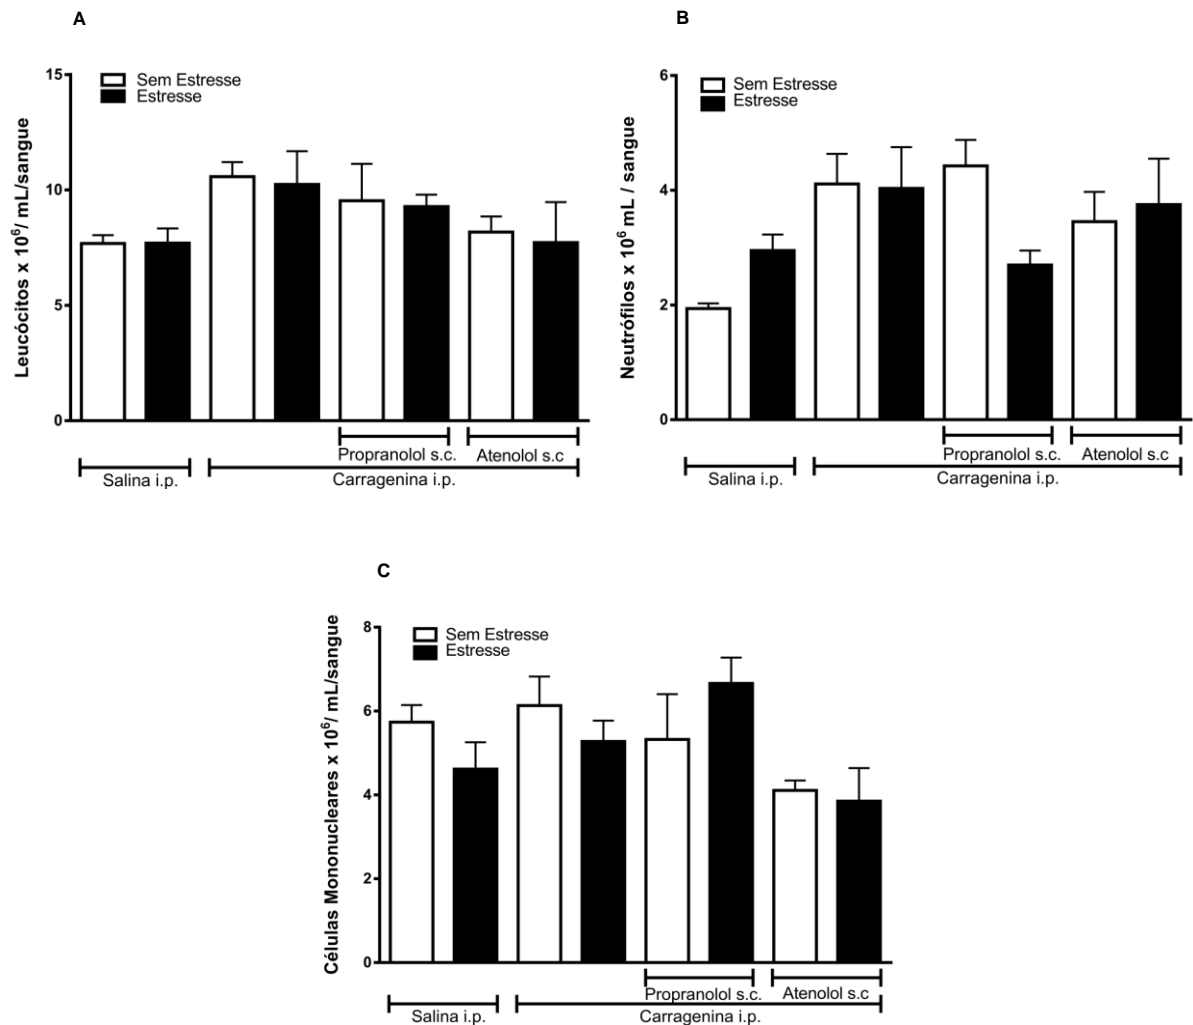 A
Leucócitos x 10⁶/ mL/sangue
15
10
5
0
Sem Estresse
Estresse
Propranolol s.c.
Atenolol s.c
Salina i.p.
Carragenina i.p.
B
Neutrófilos x 10⁶ mL / sangue
6
4
2
0
Sem Estresse
Estresse
Propranolol s.c.
Atenolol s.c
Salina i.p.
Carragenina i.p.
C
Células Mononucleares x 10⁶/ mL/sangue
8
6
4
2
0
Sem Estresse
Estresse
Propranolol s.c.
Atenolol s.c
Salina i.p.
Carragenina i.p.